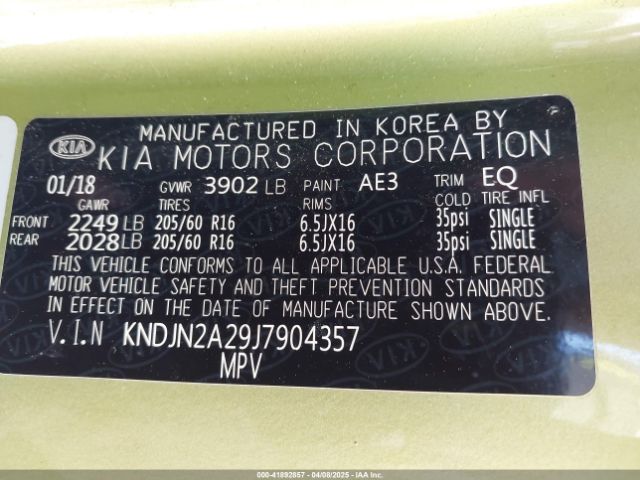 MANUFACTURED IN KOREA BY
KIA KIA MOTORS CORPORATION
01/18 GVWR 3902 LB PAINT AE3 TRIM EQ
GAWR TIRES RIMS COLD TIRE INFL
FRONT 2249 LB 205/60 R16 6.5JX16 35psi SINGLE
REAR 2028 LB 205/60 R16 6.5JX16 35psi SINGLE
THIS VEHICLE CONFORMS TO ALL APPLICABLE U.S.A. FEDERAL
MOTOR VEHICLE SAFETY AND THEFT PREVENTION STANDARDS
IN EFFECT ON THE DATE OF MANUFACTURE SHOWN ABOVE.
V.I.N KNDJN2A29J7904357
MPV
000-41892857 04/08/2025 IAAI.COM